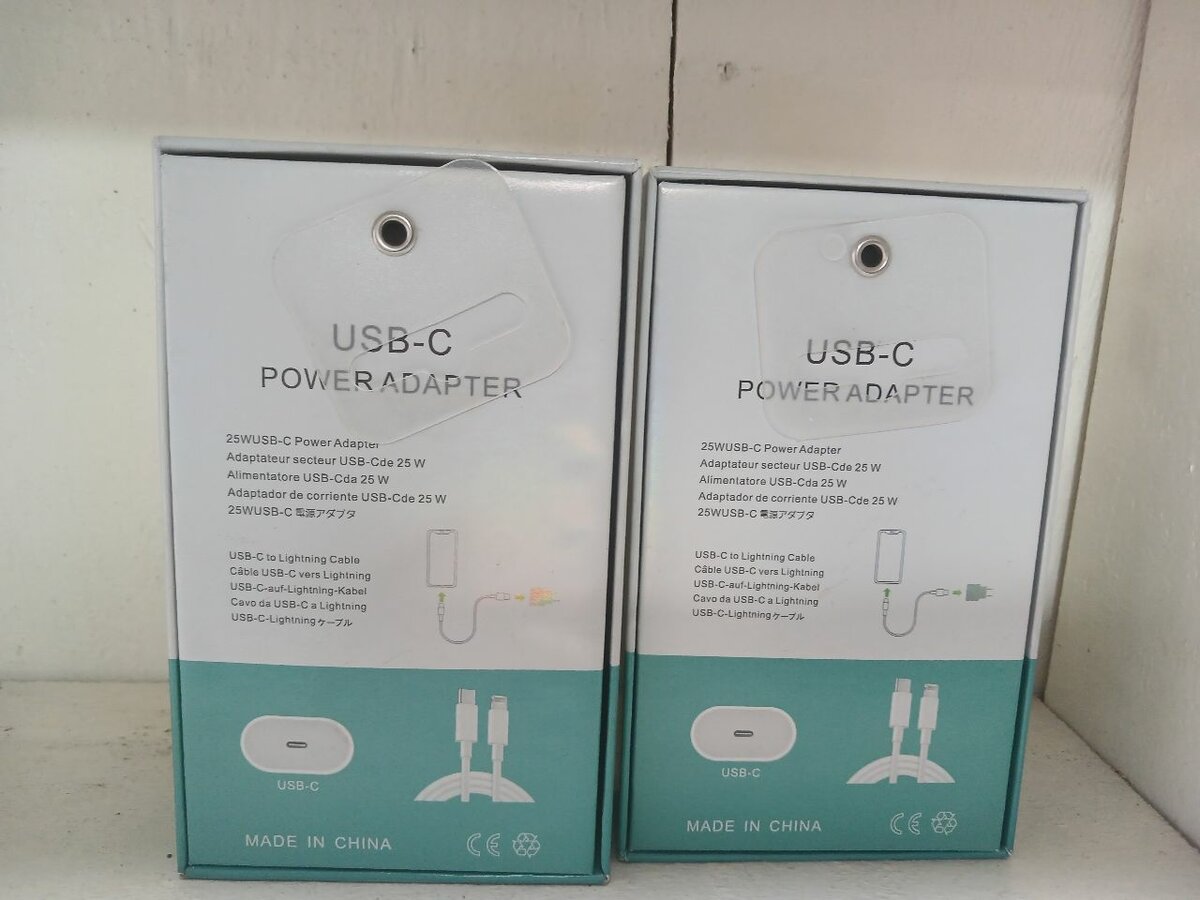 USB-C
POWER ADAPTER
25WUSB-C Power Adapter
Adaptateur secteur USB-Cde 25 W
Alimentatore USB-Cda 25 W
Adaptador de corriente USB-Cde 25 W
25WUSB-C 電源アダプタ
USB-C to Lightning Cable
Câble USB-C vers Lightning
USB-C-auf-Lightning-Kabel
Cavo da USB-C a Lightning
USB-C-Lightningケーブル
USB-C
MADE IN CHINA
CE
USB-C
POWER ADAPTER
25WUSB-C Power Adapter
Adaptateur secteur USB-Cde 25 W
Alimentatore USB-Cda 25 W
Adaptador de corriente USB-Cde 25 W
25WUSB-C 電源アダプタ
USB-C to Lightning Cable
Câble USB-C vers Lightning
USB-C-auf-Lightning-Kabel
Cavo da USB-C a Lightning
USB-C-Lightningケーブル
USB-C
MADE IN CHINA
CE